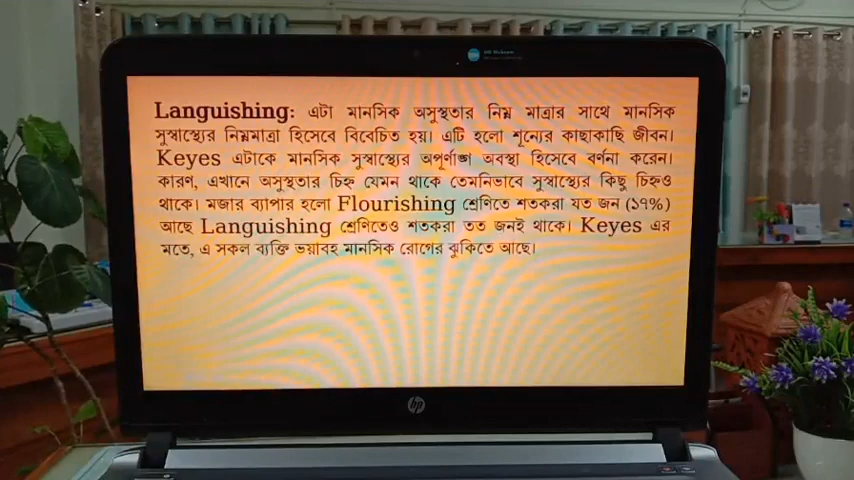 Languishing: এটা মানসিক অসুস্থতার নিম্ন মাত্রার সাথে মানসিক
সুস্বাস্থ্যের নিম্নমাত্রা হিসেবে বিবেচিত হয়। এটি হলো শূন্যের কাছাকাছি জীবন।
Keyes এটাকে মানসিক সুস্বাস্থ্যের অপূর্ণাঙ্গ অবস্থা হিসেবে বর্ণনা করেন।
কারণ, এখানে অসুস্থতার চিহ্ন যেমন থাকে তেমনিভাবে সুস্বাস্থ্যের কিছু চিহ্নও
থাকে। মজার ব্যাপার হলো Flourishing শ্রেণিতে শতকরা যত জন (১৭%)
আছে Languishing শ্রেণিতেও শতকরা তত জনই থাকে। Keyes এর
মতে, এ সকল ব্যক্তি ভয়াবহ মানসিক রোগের ঝুকিতে আছে।
hp